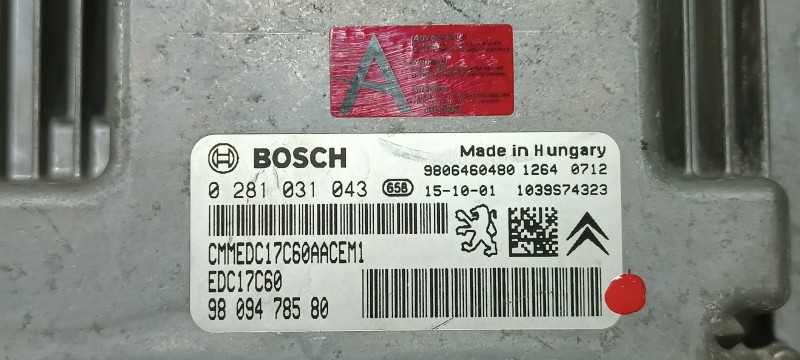 A
BOSCH
Made in Hungary
9806460480 1264 0712
0 281 031 043 658 15-10-01 1039S74323
CMMEDC17C60AACEM1
EDC17C60
98 094 785 80